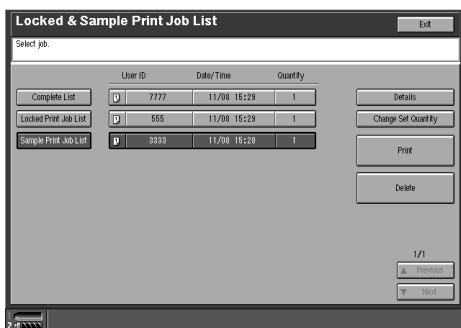 Locked & Sample Print Job List
Exit
Select job.
User ID Date/Time Quantity
Complete List 7777 11/08 15:29 1 Details
Locked Print Job List 555 11/08 15:29 1 Change Set Quantity
Sample Print Job List 3333 11/08 15:28 1
Print
Delete
1/1
▲ Previous
▼ Next
1
2